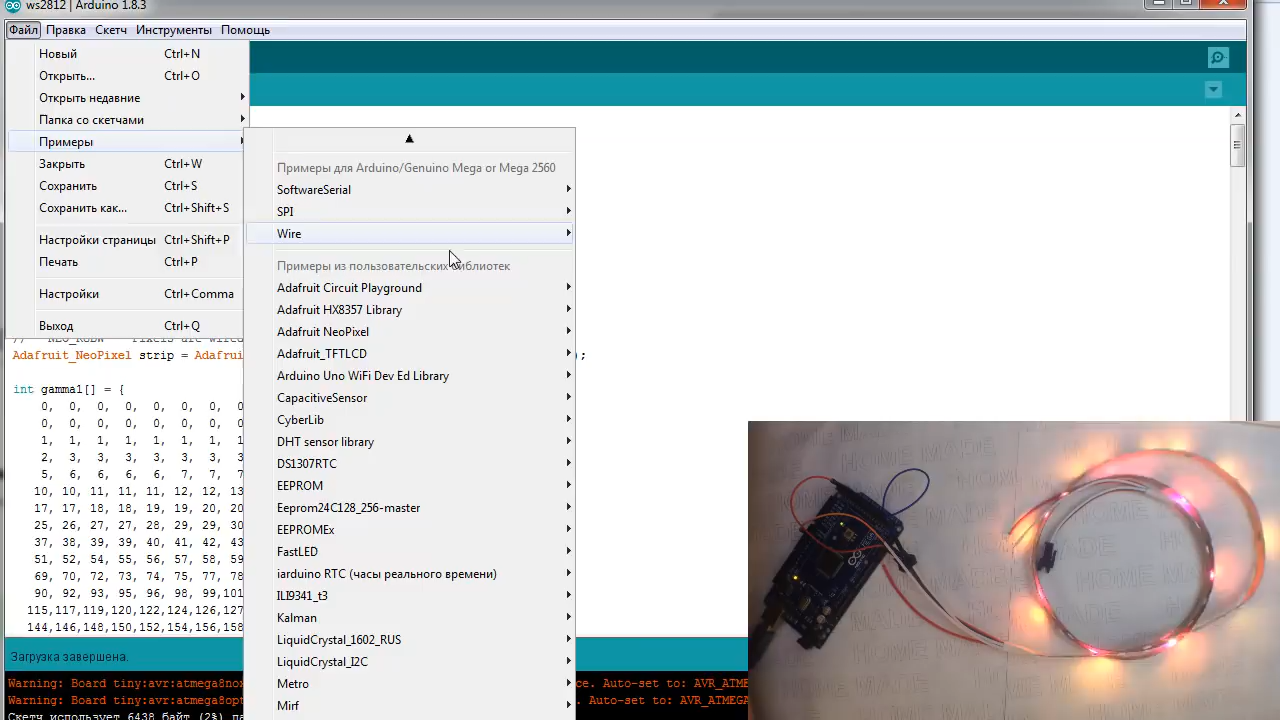 ws2812 | Arduino 1.8.3
Файл Правка Скетч Инструменты Помощь
Новый Ctrl+N
Открыть... Ctrl+O
Открыть недавние
Папка со скетчами
Примеры
Закрыть Ctrl+W
Сохранить Ctrl+S
Сохранить как... Ctrl+Shift+S
Настройки страницы Ctrl+Shift+P
Печать Ctrl+P
Настройки Ctrl+Comma
Выход Ctrl+Q
Примеры для Arduino/Genuino Mega or Mega 2560
SoftwareSerial
SPI
Wire
Примеры из пользовательских библиотек
Adafruit Circuit Playground
Adafruit HX8357 Library
Adafruit NeoPixel
Adafruit_TFTLCD
Arduino Uno WiFi Dev Ed Library
CapacitiveSensor
CyberLib
DHT sensor library
DS1307RTC
EEPROM
Eeprom24C128_256-master
EEPROMEx
FastLED
iarduino RTC (часы реального времени)
ILI9341_t3
Kalman
LiquidCrystal_1602_RUS
LiquidCrystal_I2C
Metro
Mirf
Adafruit_NeoPixel strip = Adafrui );
int gamma1[] = {
0, 0, 0, 0, 0, 0, 0, 0
0, 0, 0, 0, 0, 0, 0, 0
1, 1, 1, 1, 1, 1, 1, 1
2, 3, 3, 3, 3, 3, 3, 3
5, 6, 6, 6, 6, 7, 7, 7
10, 10, 11, 11, 11, 12, 12, 13
17, 17, 18, 18, 19, 19, 20, 20
25, 26, 27, 27, 28, 29, 29, 30
37, 38, 39, 39, 40, 41, 42, 43
51, 52, 54, 55, 56, 57, 58, 59
69, 70, 72, 73, 74, 75, 77, 78
90, 92, 93, 95, 96, 98, 99,101
115,117,119,120,122,124,126,127
144,146,148,150,152,154,156,158
Загрузка завершена.
Warning: Board tiny:avr:atmega8no ce. Auto-set to: AVR_ATME
Warning: Board tiny:avr:atmega8op . Auto-set to: AVR_ATMEGA
Скетч использует 6438 байт (2%) па
HOME MADE
HOME MADE